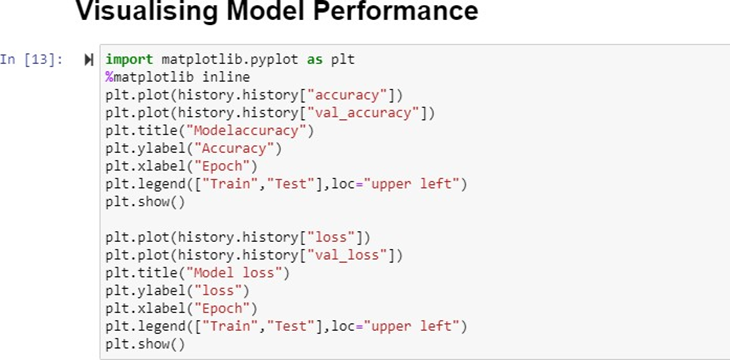 Visualising Model Performance
In [13]:
import matplotlib.pyplot as plt
%matplotlib inline
plt.plot(history.history["accuracy"])
plt.plot(history.history["val_accuracy"])
plt.title("Modelaccuracy")
plt.ylabel("Accuracy")
plt.xlabel("Epoch")
plt.legend(["Train","Test"],loc="upper left")
plt.show()

plt.plot(history.history["loss"])
plt.plot(history.history["val_loss"])
plt.title("Model loss")
plt.ylabel("loss")
plt.xlabel("Epoch")
plt.legend(["Train","Test"],loc="upper left")
plt.show()